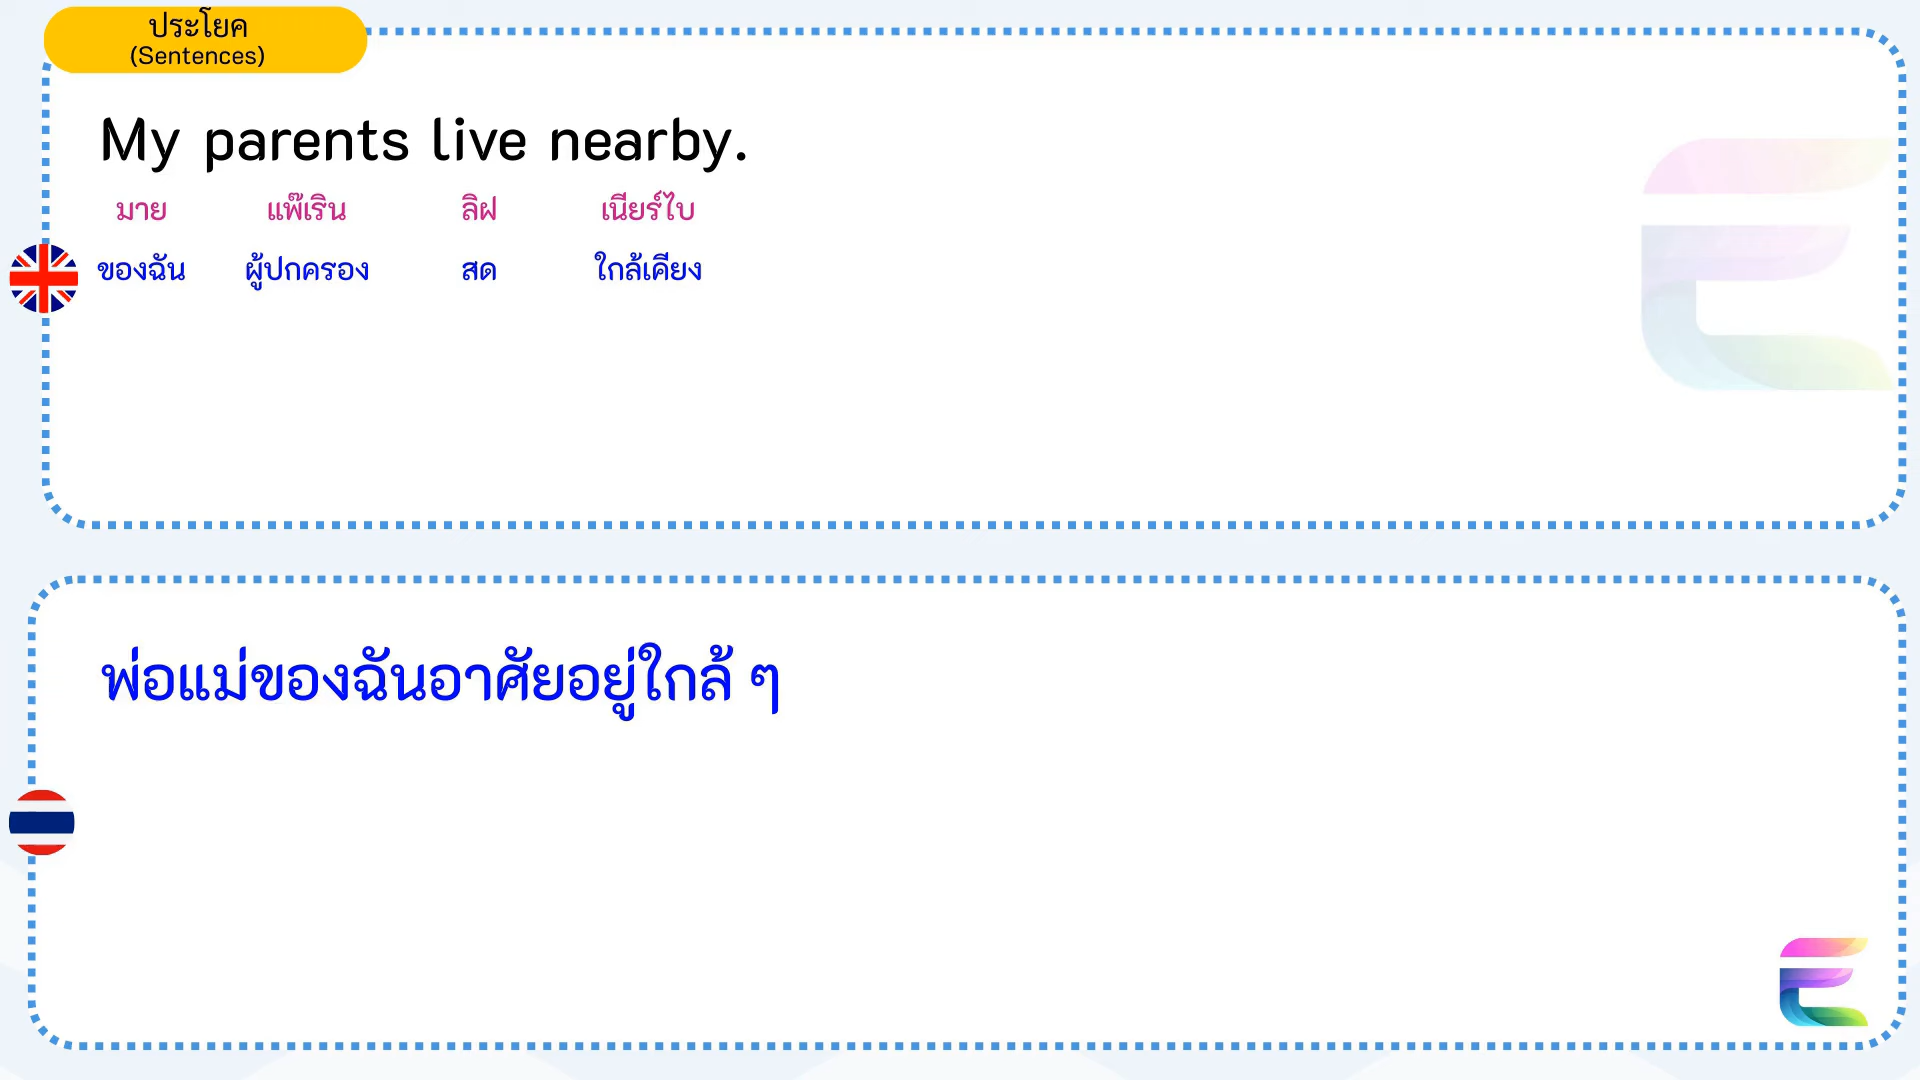 ประโยค
(Sentences)
My parents live nearby.
มาย แพ๊เริน ลิฝ เนียร์ไบ
ของฉัน ผู้ปกครอง สด ใกล้เคียง
พ่อแม่ของฉันอาศัยอยู่ใกล้ ๆ